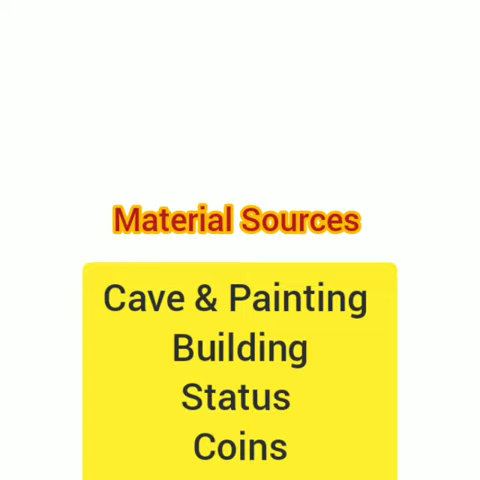 Material Sources
Cave & Painting
Building
Status
Coins